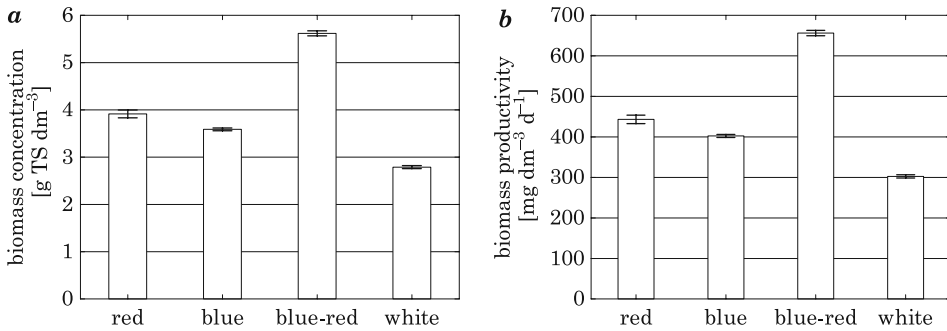 a
biomass concentration
[g TS dm⁻³]
6
5
4
3
2
1
0
red blue blue-red white
b
biomass productivity
[mg dm⁻³ d⁻¹]
700
600
500
400
300
200
100
0
red blue blue-red white